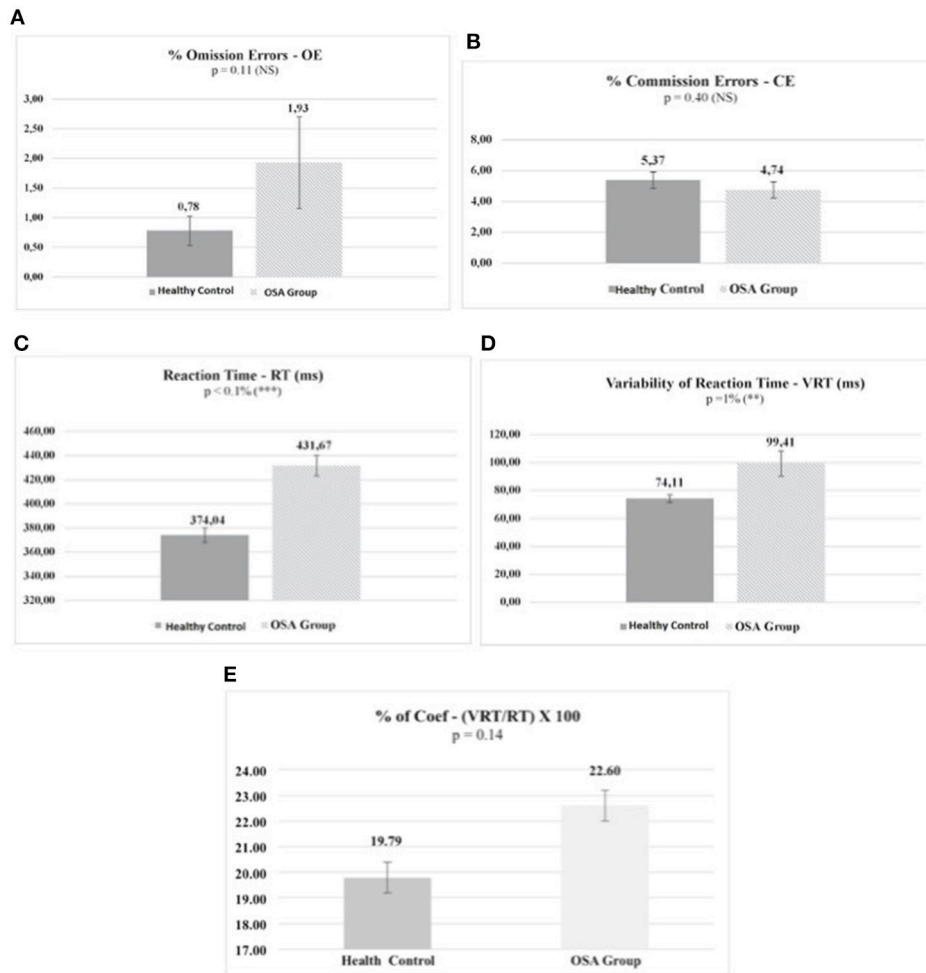 A
% Omission Errors - OE
p = 0.11 (NS)
3,00
2,50
2,00
1,50
1,00
0,50
0,00
0,78
1,93
Healthy Control OSA Group
B
% Commission Errors - CE
p = 0.40 (NS)
8,00
6,00
4,00
2,00
0,00
5,37
4,74
Healthy Control OSA Group
C
Reaction Time - RT (ms)
p < 0.1% (***)
460,00
440,00
420,00
400,00
380,00
360,00
340,00
320,00
374,04
431,67
Healthy Control OSA Group
D
Variability of Reaction Time - VRT (ms)
p =1% (**)
120,00
100,00
80,00
60,00
40,00
20,00
0,00
74,11
99,41
Healthy Control OSA Group
E
% of Coef - (VRT/RT) X 100
p = 0.14
24.00
23.00
22.00
21.00
20.00
19.00
18.00
17.00
19.79
22.60
Health Control OSA Group